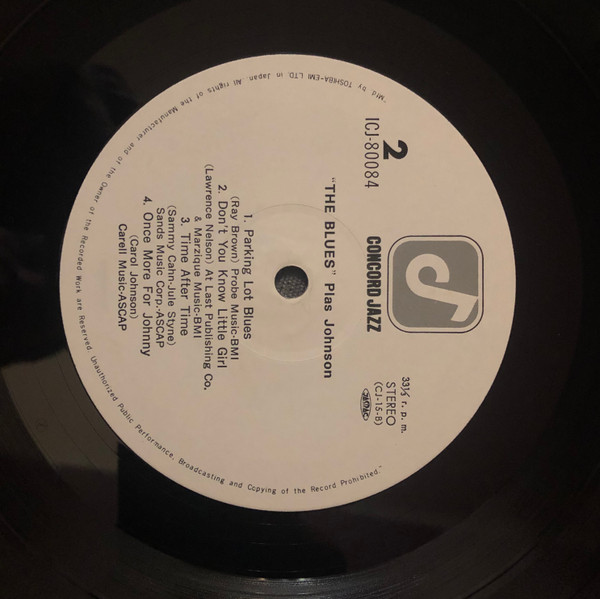 CONCORD JAZZ
2
ICJ-80084
33⅓ r. p. m.
STEREO
(CJ-15-B)
"THE BLUES" Plas Johnson
1. Parking Lot Blues
(Ray Brown) Probe Music-BMI
2. Don't You Know Little Girl
(Lawrence Nelson) At Last Publishing Co.
& Marzique Music-BMI
3. Time After Time
(Sammy Cahn-Jule Styne)
Sands Music Corp.-ASCAP
4. Once More For Johnny
(Carol Johnson)
Carell Music-ASCAP
"Mfd by TOSHIBA-EMI LTD. in Japan. All rights of the Manufacturer and of the Owner of the Recorded Work are Reserved. Unauthorized Public Performance, Broadcasting and Copying of the Record Prohibited."